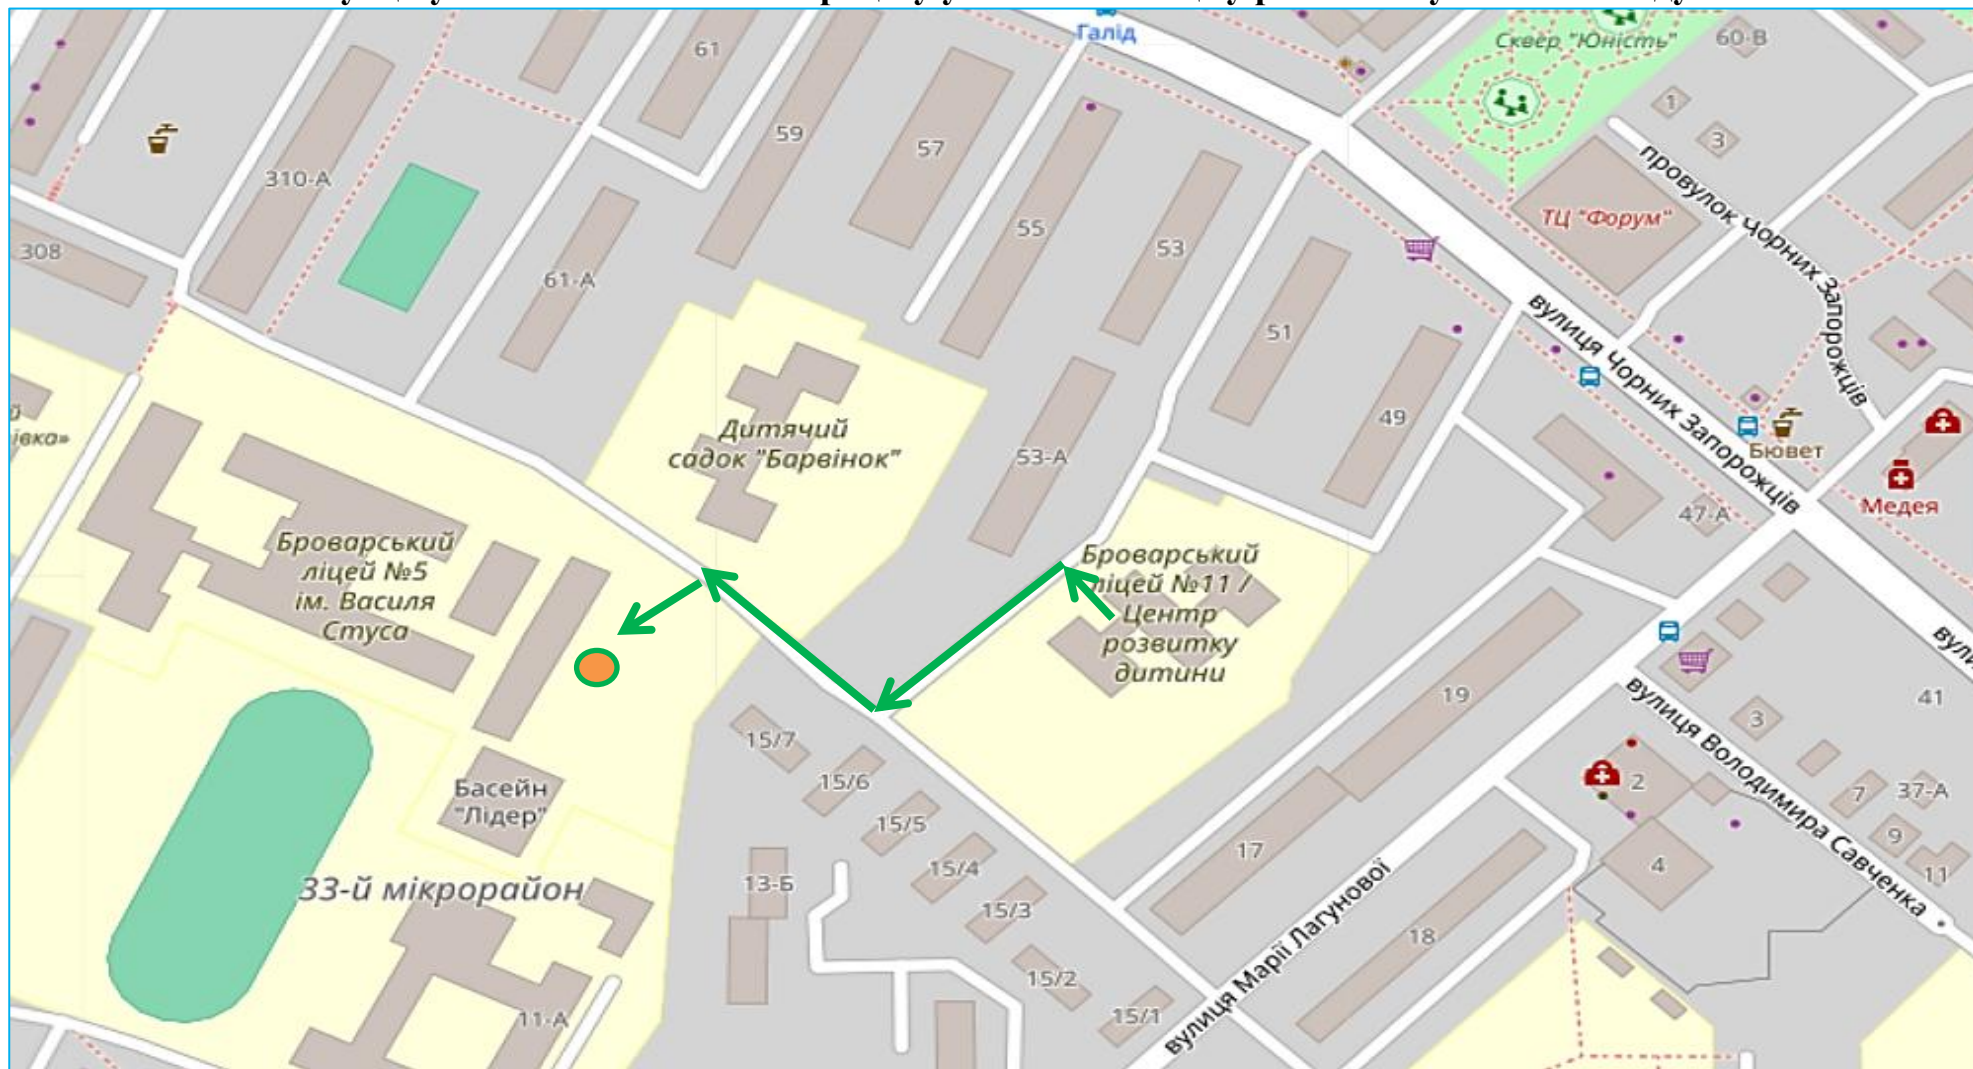 Галід
Сквер "Юність"
60-В
61
59
57
1
3
310-А
провулок Чорних Запорожців
ТЦ "Форум"
308
61-А
55
53
51
49
вулиця Чорних Запорожців
Дитячий
садок "Барвінок"
53-А
Бювет
Медея
47-А
івка»
Броварський
ліцей №5
ім. Василя
Стуса
Броварський
ліцей №11 /
Центр
розвитку
дитини
19
41
вулиця Володимира Савченка
3
15/7
15/6
2
7
37-А
Басейн
"Лідер"
15/5
9
17
15/4
4
11
13-Б
33-й мікрорайон
15/3
вулиця Марії Лагунової
18
15/2
11-А
15/1